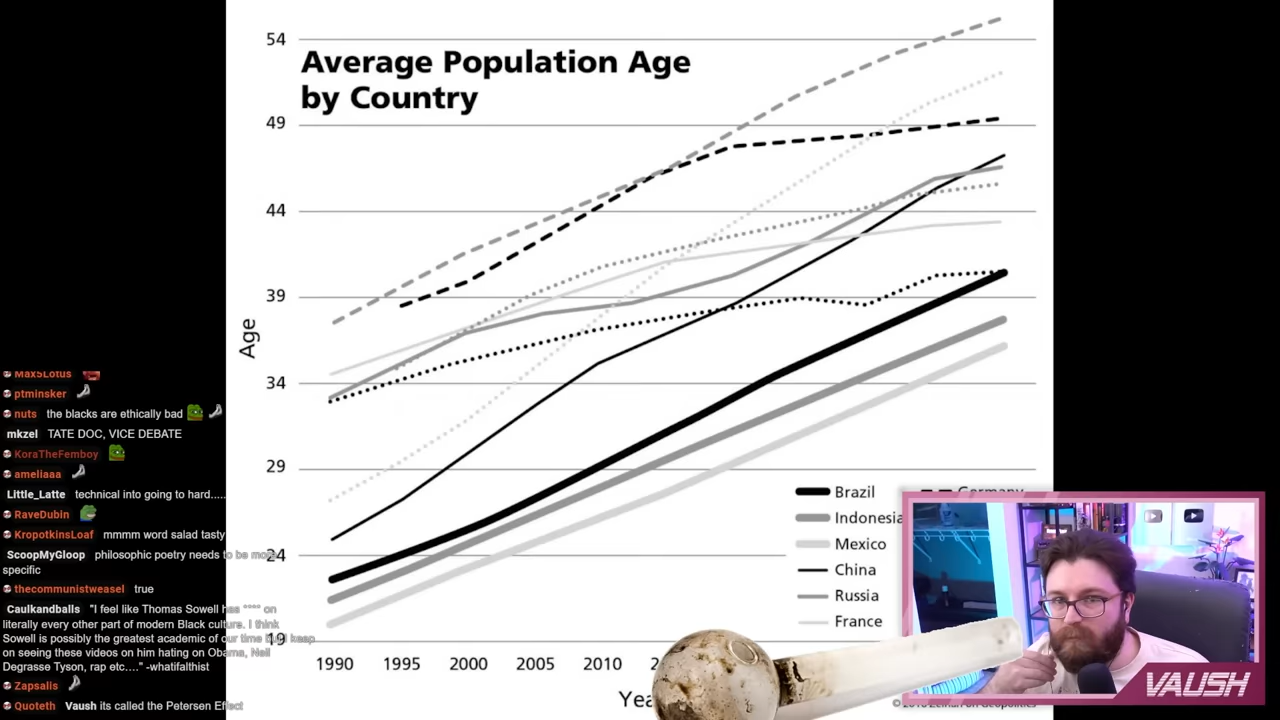 Average Population Age
by Country
54
49
44
39
34
29
24
19
Age
1990
1995
2000
2005
2010
Brazil
Indonesia
Mexico
China
Russia
France
Germany
Max5Lotus
ptminsker
nuts the blacks are ethically bad
mkzel TATE DOC, VICE DEBATE
KoraTheFemboy
ameliaaa
Little_Latte technical into going to hard.....
RaveDubin
KropotkinsLoaf mmmm word salad tasty
ScoopMyGloop philosophic poetry needs to be more
specific
thecommunistweasel true
Caulkandballs "I feel like Thomas Sowell has **** on
literally every other part of modern Black culture. I think
Sowell is possibly the greatest academic of our time but I keep
on seeing these videos on him hating on Obama, Neil
Degrasse Tyson, rap etc...." -whatifalthist
Zapsalis
Quoteth Vaush its called the Petersen Effect
VAUSH